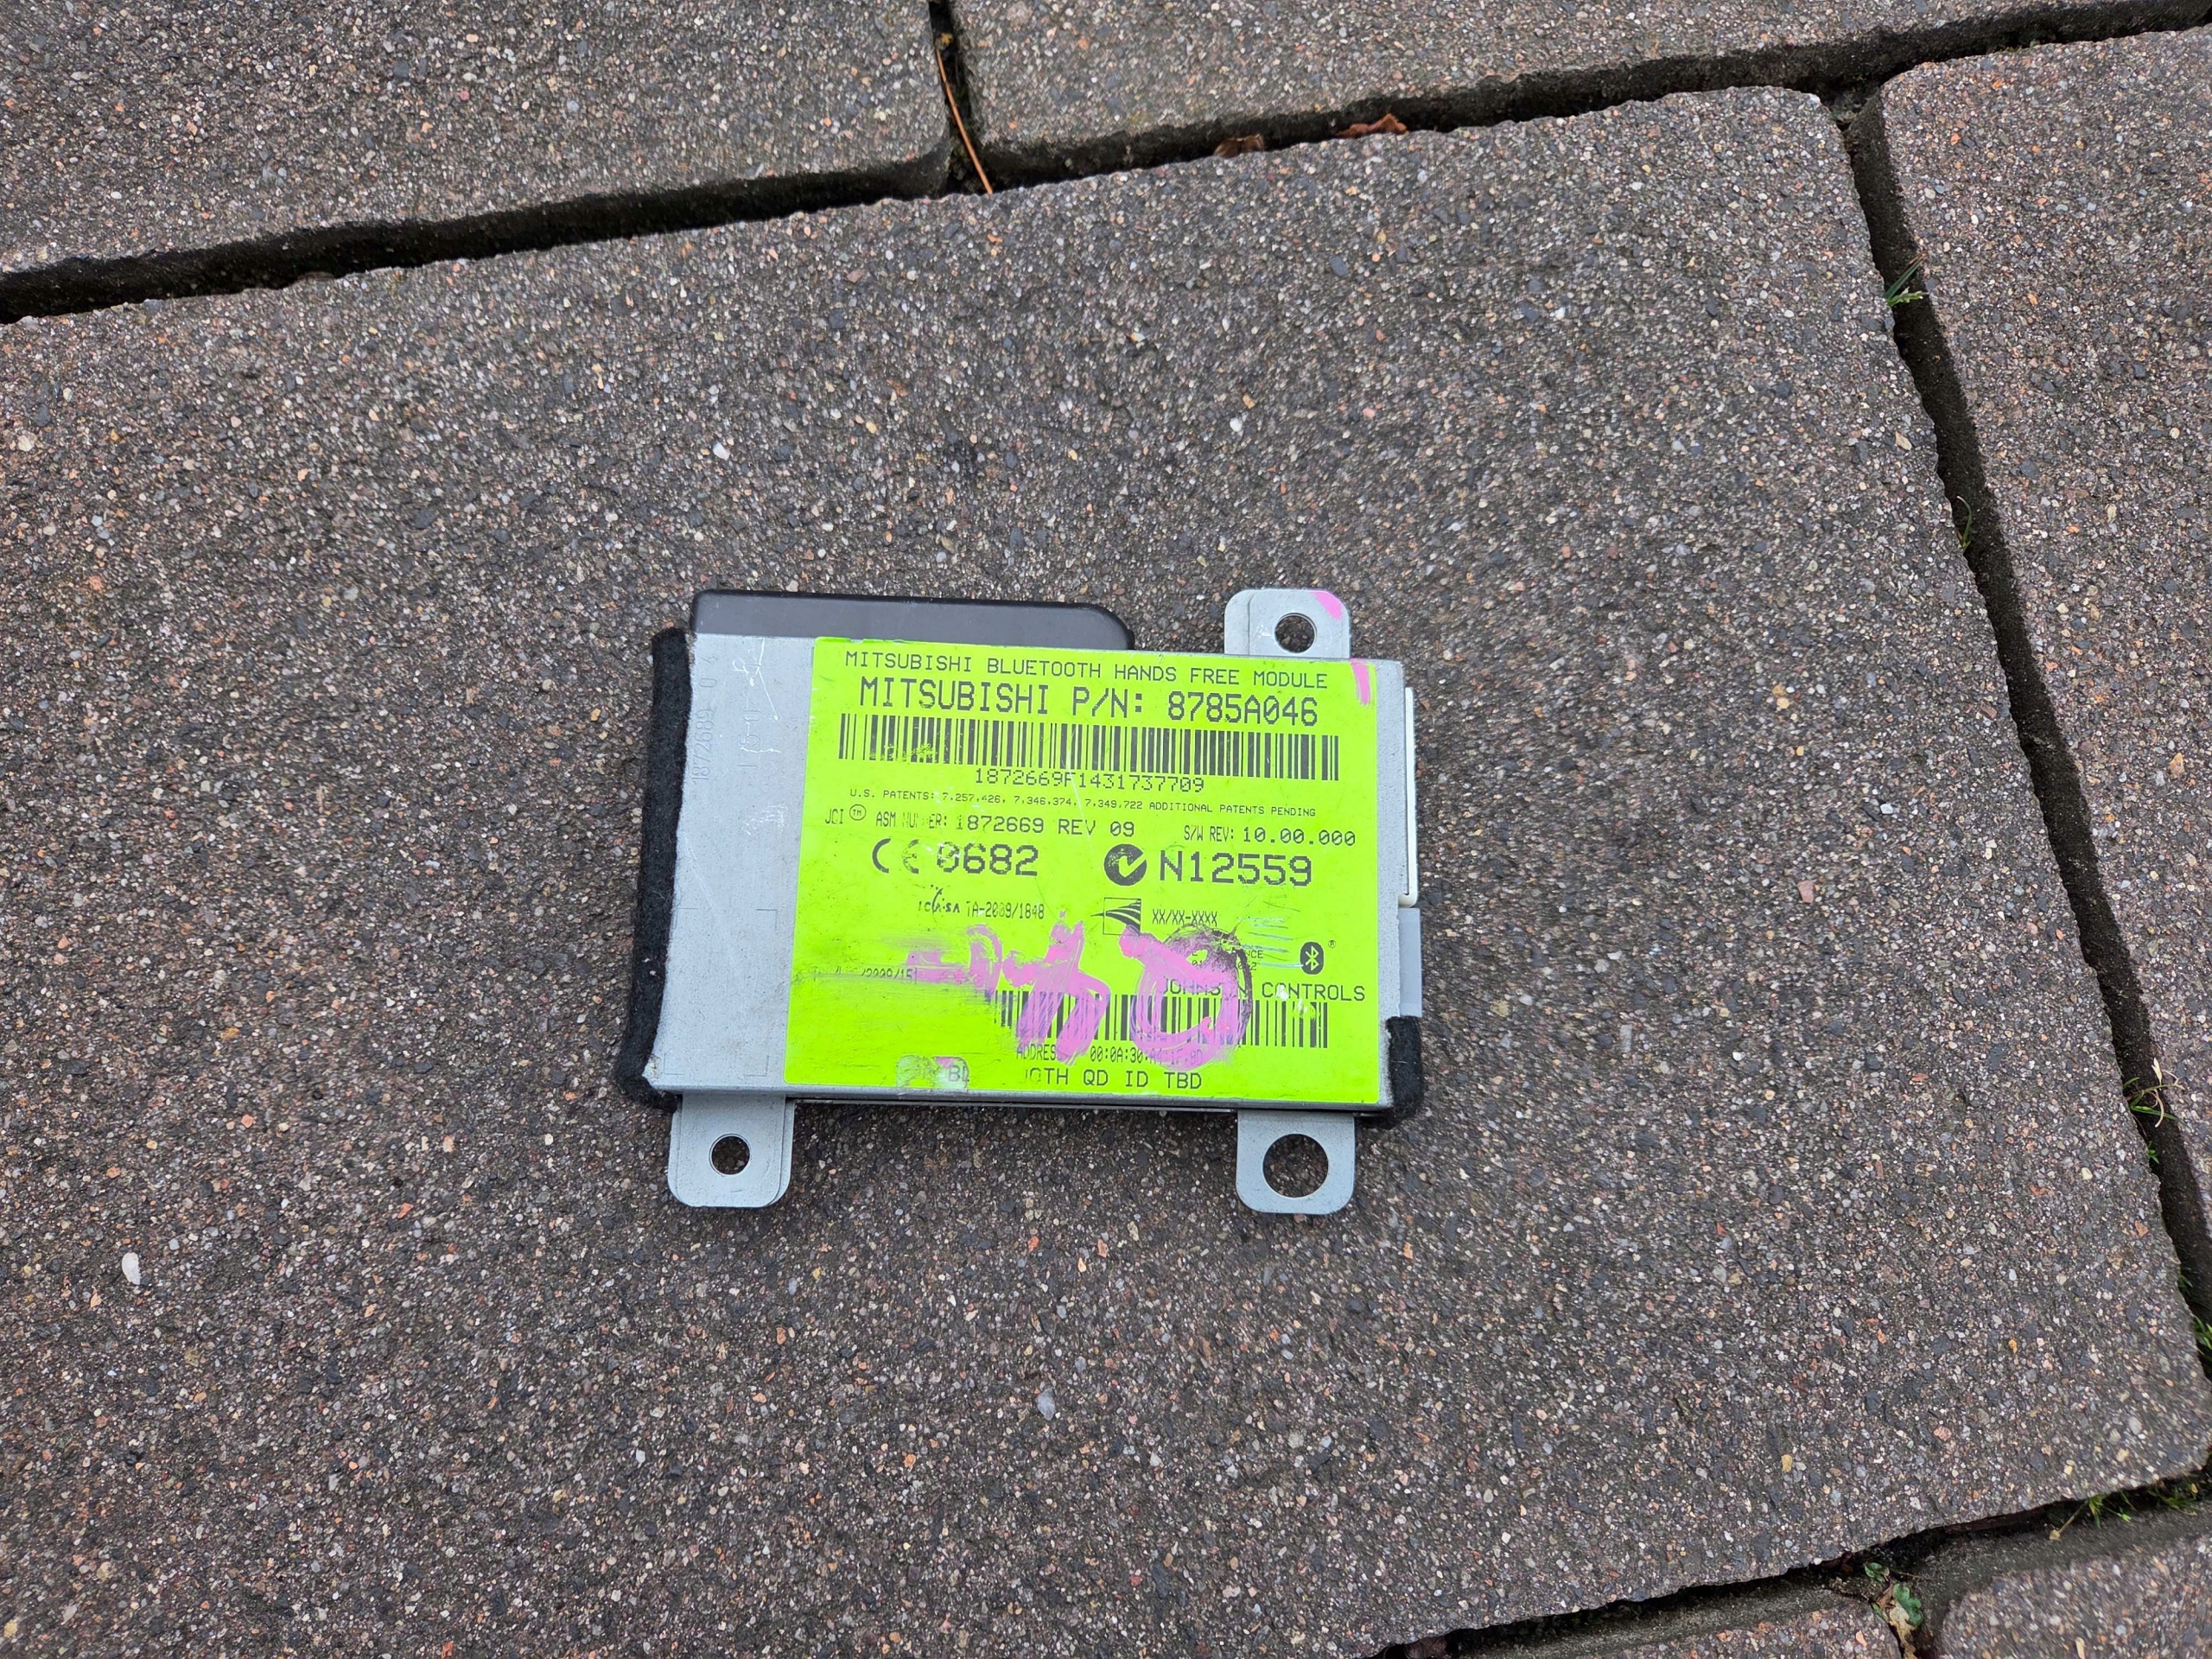 MITSUBISHI BLUETOOTH HANDS FREE MODULE
MITSUBISHI P/N: 8785A046
1872669F1431737709
U.S. PATENTS: 7,257,426, 7,346,374, 7,349,722 ADDITIONAL PATENTS PENDING
JCI TM ASM 1872669 REV 09 S/W REV: 10.00.000
CE 0682 N12559
TA-2009/1848 XX/XX-XXXX
CONTROLS
ADDRESS
QD ID TBD